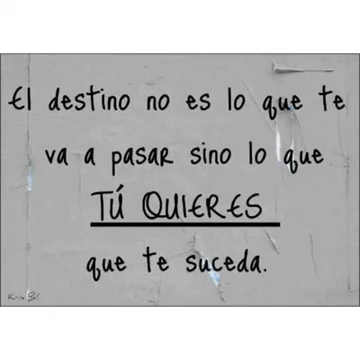 El destino no es lo que te
va a pasar sino lo que
TÚ QUIERES
que te suceda.